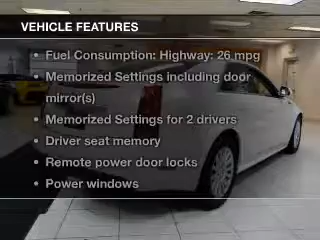 VEHICLE FEATURES
• Fuel Consumption: Highway: 26 mpg
• Memorized Settings including door
mirror(s)
• Memorized Settings for 2 drivers
• Driver seat memory
• Remote power door locks
• Power windows